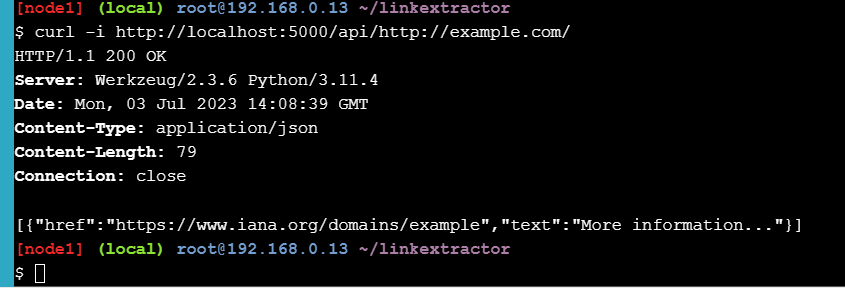 [node1] (local) root@192.168.0.13 ~/linkextractor
$ curl -i http://localhost:5000/api/http://example.com/
HTTP/1.1 200 OK
Server: Werkzeug/2.3.6 Python/3.11.4
Date: Mon, 03 Jul 2023 14:08:39 GMT
Content-Type: application/json
Content-Length: 79
Connection: close

[{"href":"https://www.iana.org/domains/example","text":"More information..."}]
[node1] (local) root@192.168.0.13 ~/linkextractor
$